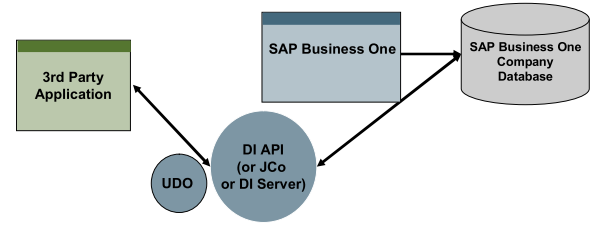 3rd Party
Application
SAP Business One
SAP Business One
Company
Database
DI API
(or JCo
or DI Server)
UDO